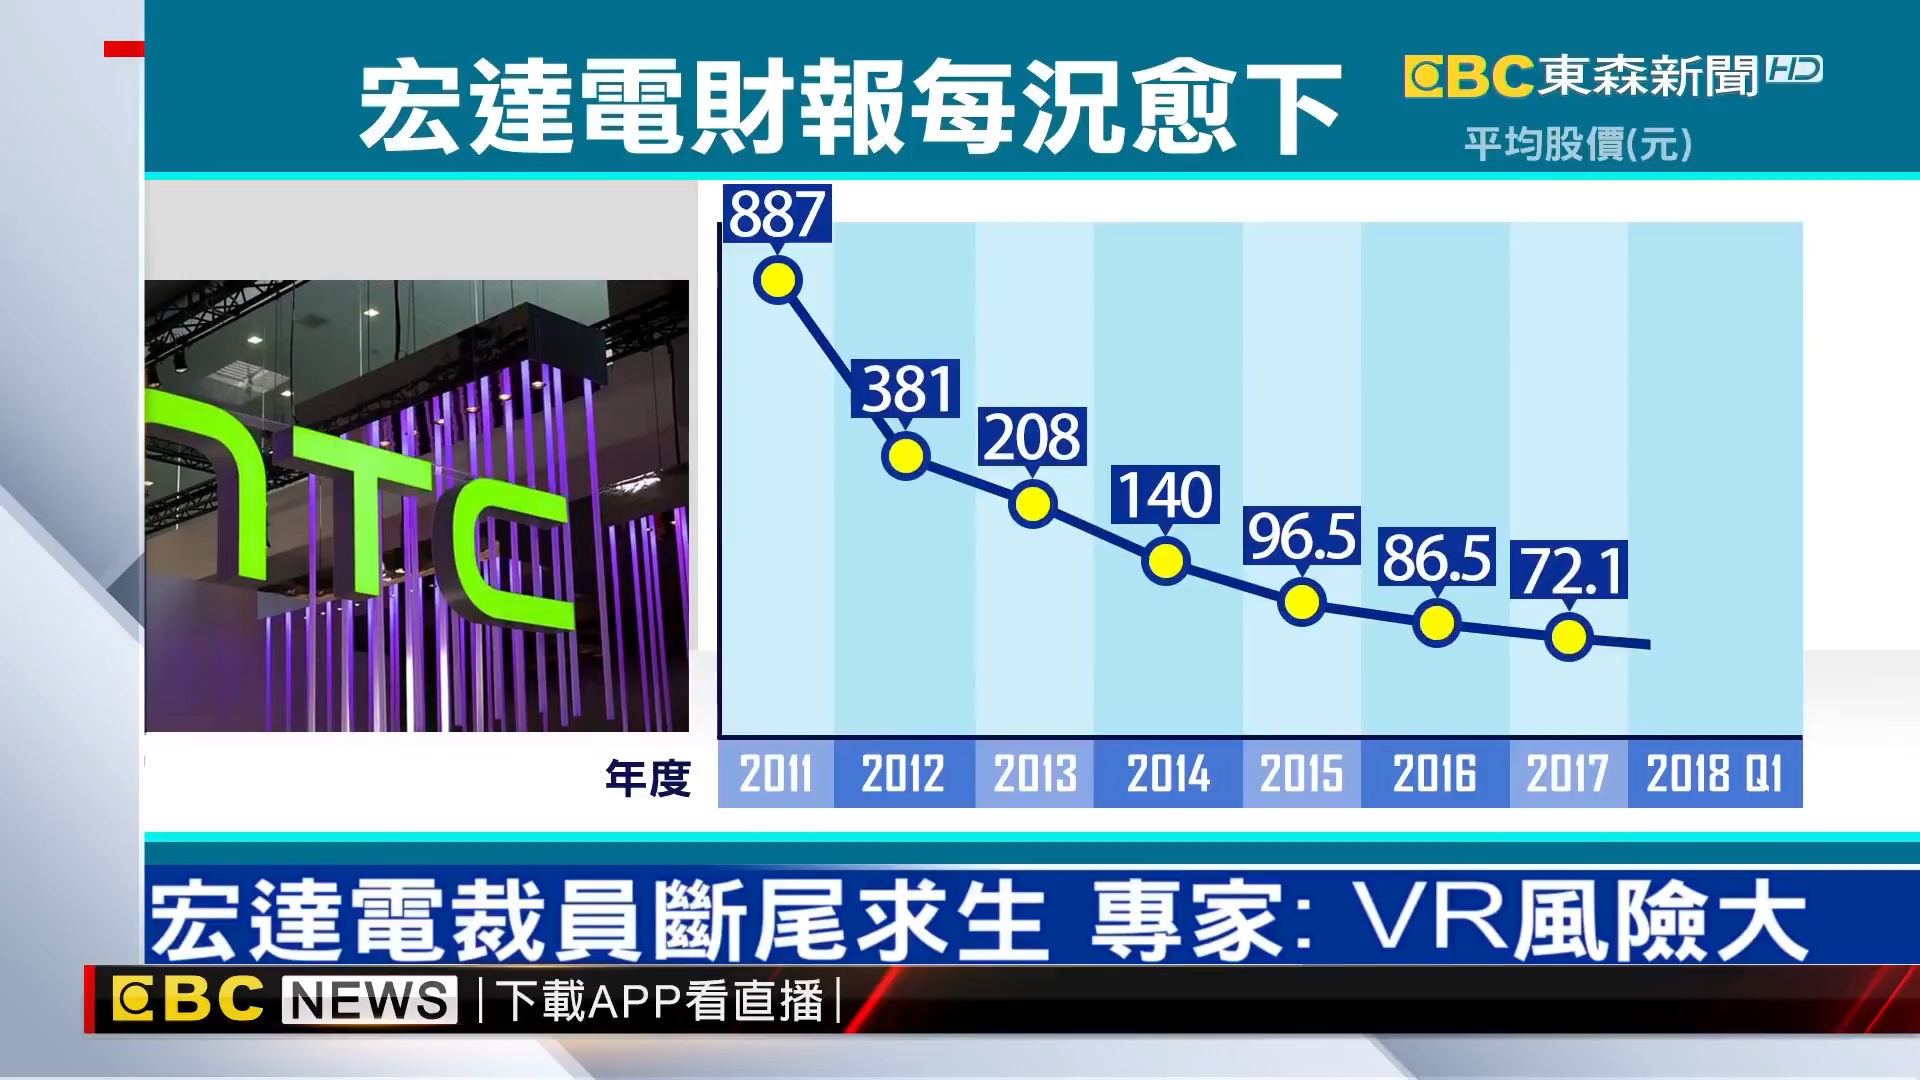 宏達電財報每況愈下
EBC東森新聞HD
平均股價(元)
887
381
208
140
96.5
86.5
72.1
hTC
年度 2011 2012 2013 2014 2015 2016 2017 2018 Q1
宏達電裁員斷尾求生 專家: VR風險大
EBC NEWS |下載APP看直播|